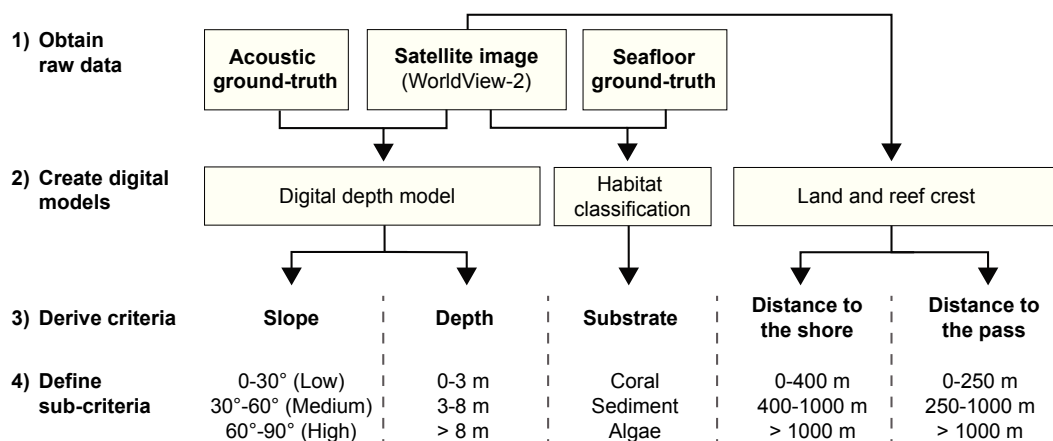 1) Obtain
raw data
Acoustic
ground-truth
Satellite image
(WorldView-2)
Seafloor
ground-truth
2) Create digital
models
Digital depth model
Habitat
classification
Land and reef crest
3) Derive criteria
Slope
Depth
Substrate
Distance to
the shore
Distance to
the pass
4) Define
sub-criteria
0-30° (Low)
30°-60° (Medium)
60°-90° (High)
0-3 m
3-8 m
> 8 m
Coral
Sediment
Algae
0-400 m
400-1000 m
> 1000 m
0-250 m
250-1000 m
> 1000 m